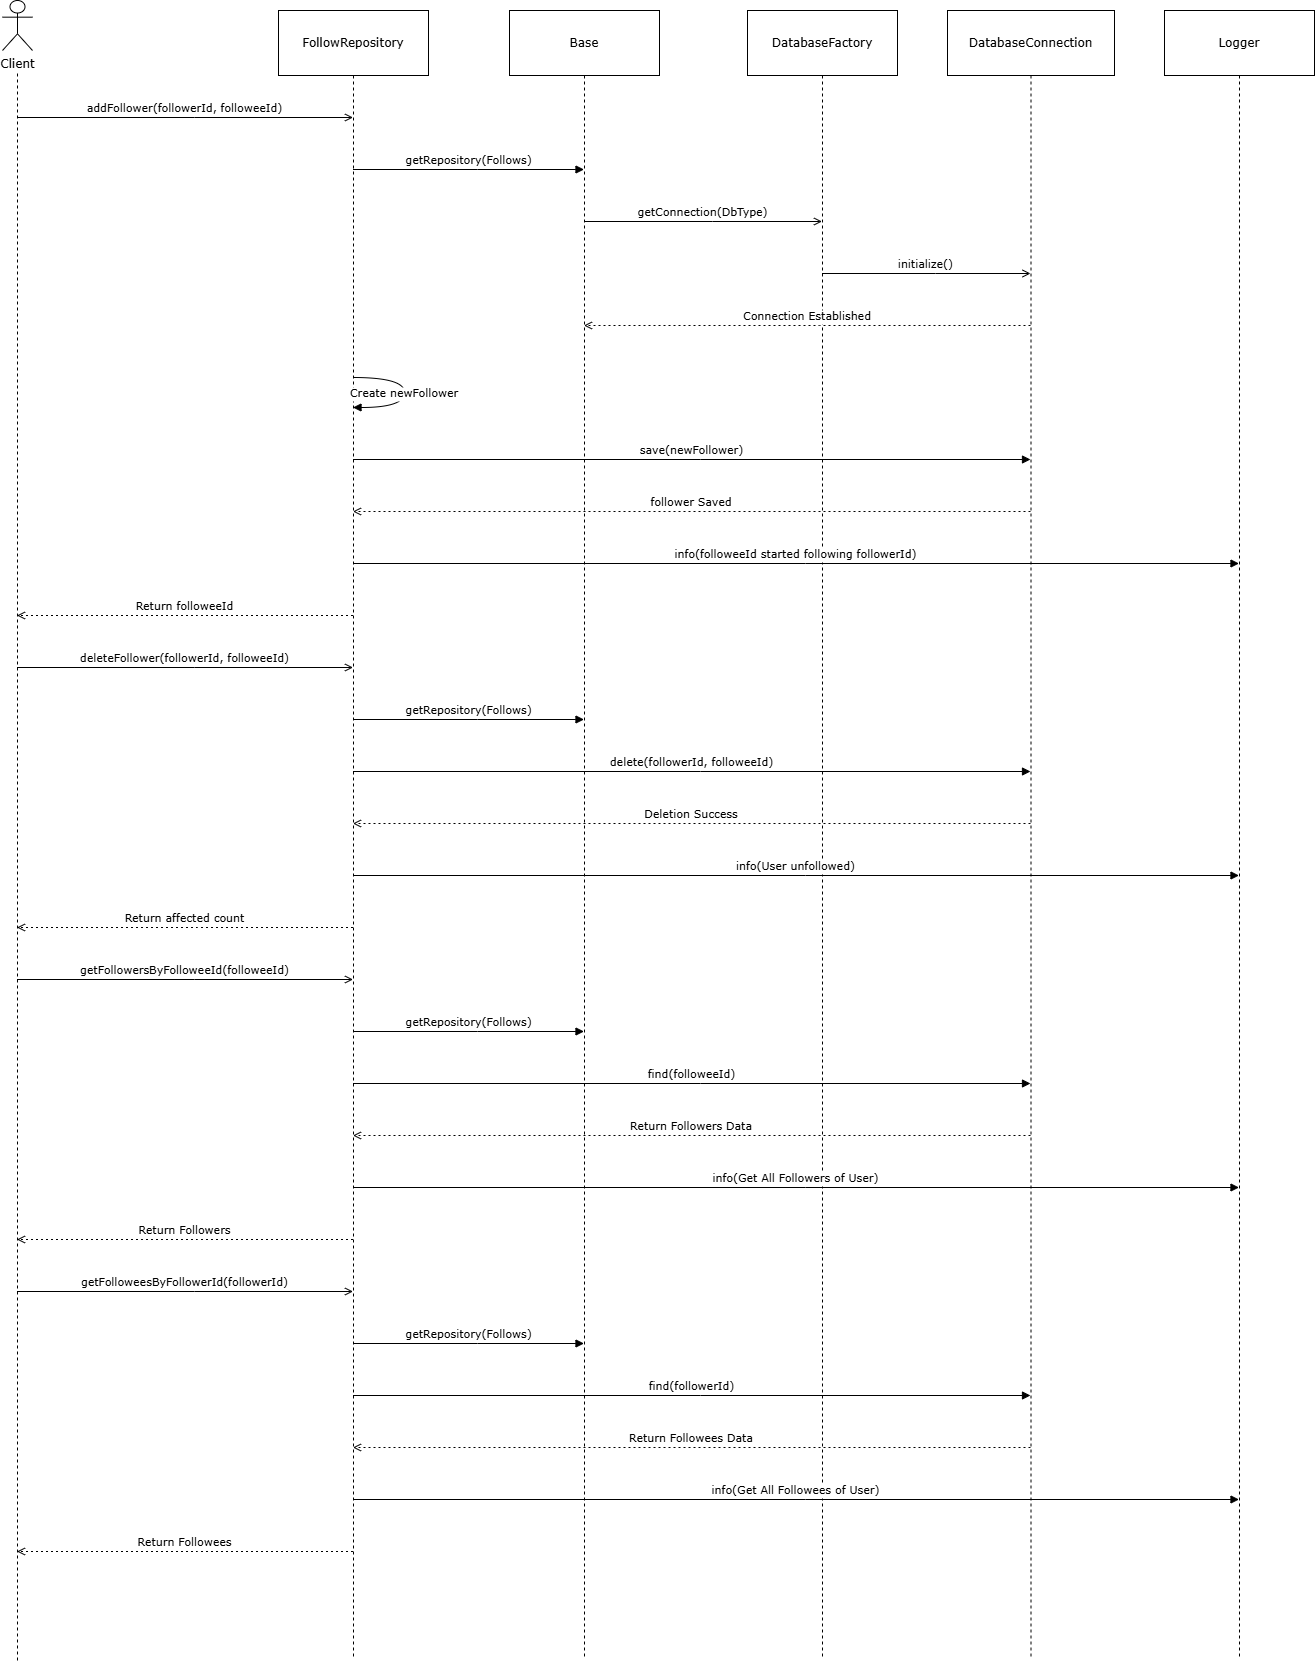 Client
FollowRepository
Base
DatabaseFactory
DatabaseConnection
Logger
addFollower(followerId, followeeId)
getRepository(Follows)
getConnection(DbType)
initialize()
Connection Established
Create newFollower
save(newFollower)
follower Saved
info(followeeId started following followerId)
Return followeeId
deleteFollower(followerId, followeeId)
getRepository(Follows)
delete(followerId, followeeId)
Deletion Success
info(User unfollowed)
Return affected count
getFollowersByFolloweeId(followeeId)
getRepository(Follows)
find(followeeId)
Return Followers Data
info(Get All Followers of User)
Return Followers
getFolloweesByFollowerId(followerId)
getRepository(Follows)
find(followerId)
Return Followees Data
info(Get All Followees of User)
Return Followees